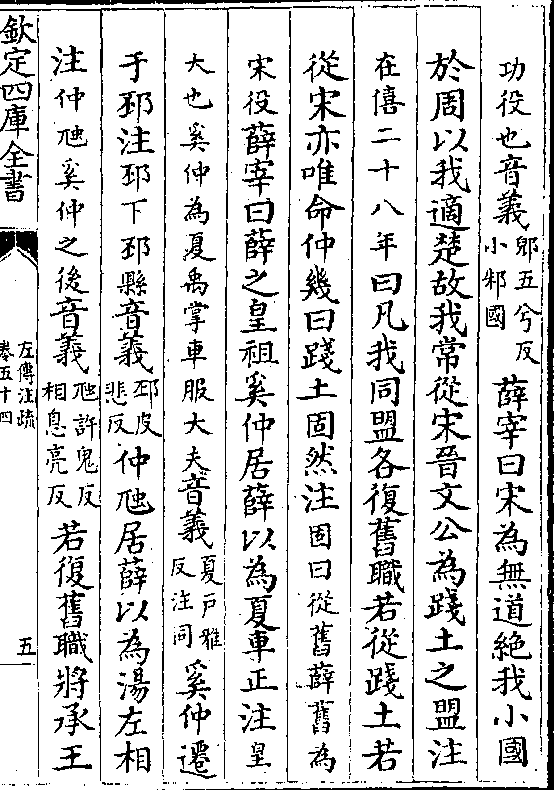 功役也音義郳五兮反小邾國薛宰曰宋為無道絕我小國
於周以我適楚故我常從宋晉文公為踐土之盟注
在僖二十八年曰凡我同盟各復舊職若從踐土若
從宋亦唯命仲幾曰踐土固然注固曰從舊薛舊為
宋役薛宰曰薛之皇祖奚仲居薛以為夏車正注皇
大也奚仲為夏禹掌車服大夫音義夏戸雅反注同奚仲遷
于邳注邳下邳縣音義邳皮悲反仲虺居薛以為湯左相
注仲虺奚仲之後音義虺許鬼反相息亮反若復舊職將承王
欽定四庫全書
左傳注疏
卷五十四
五